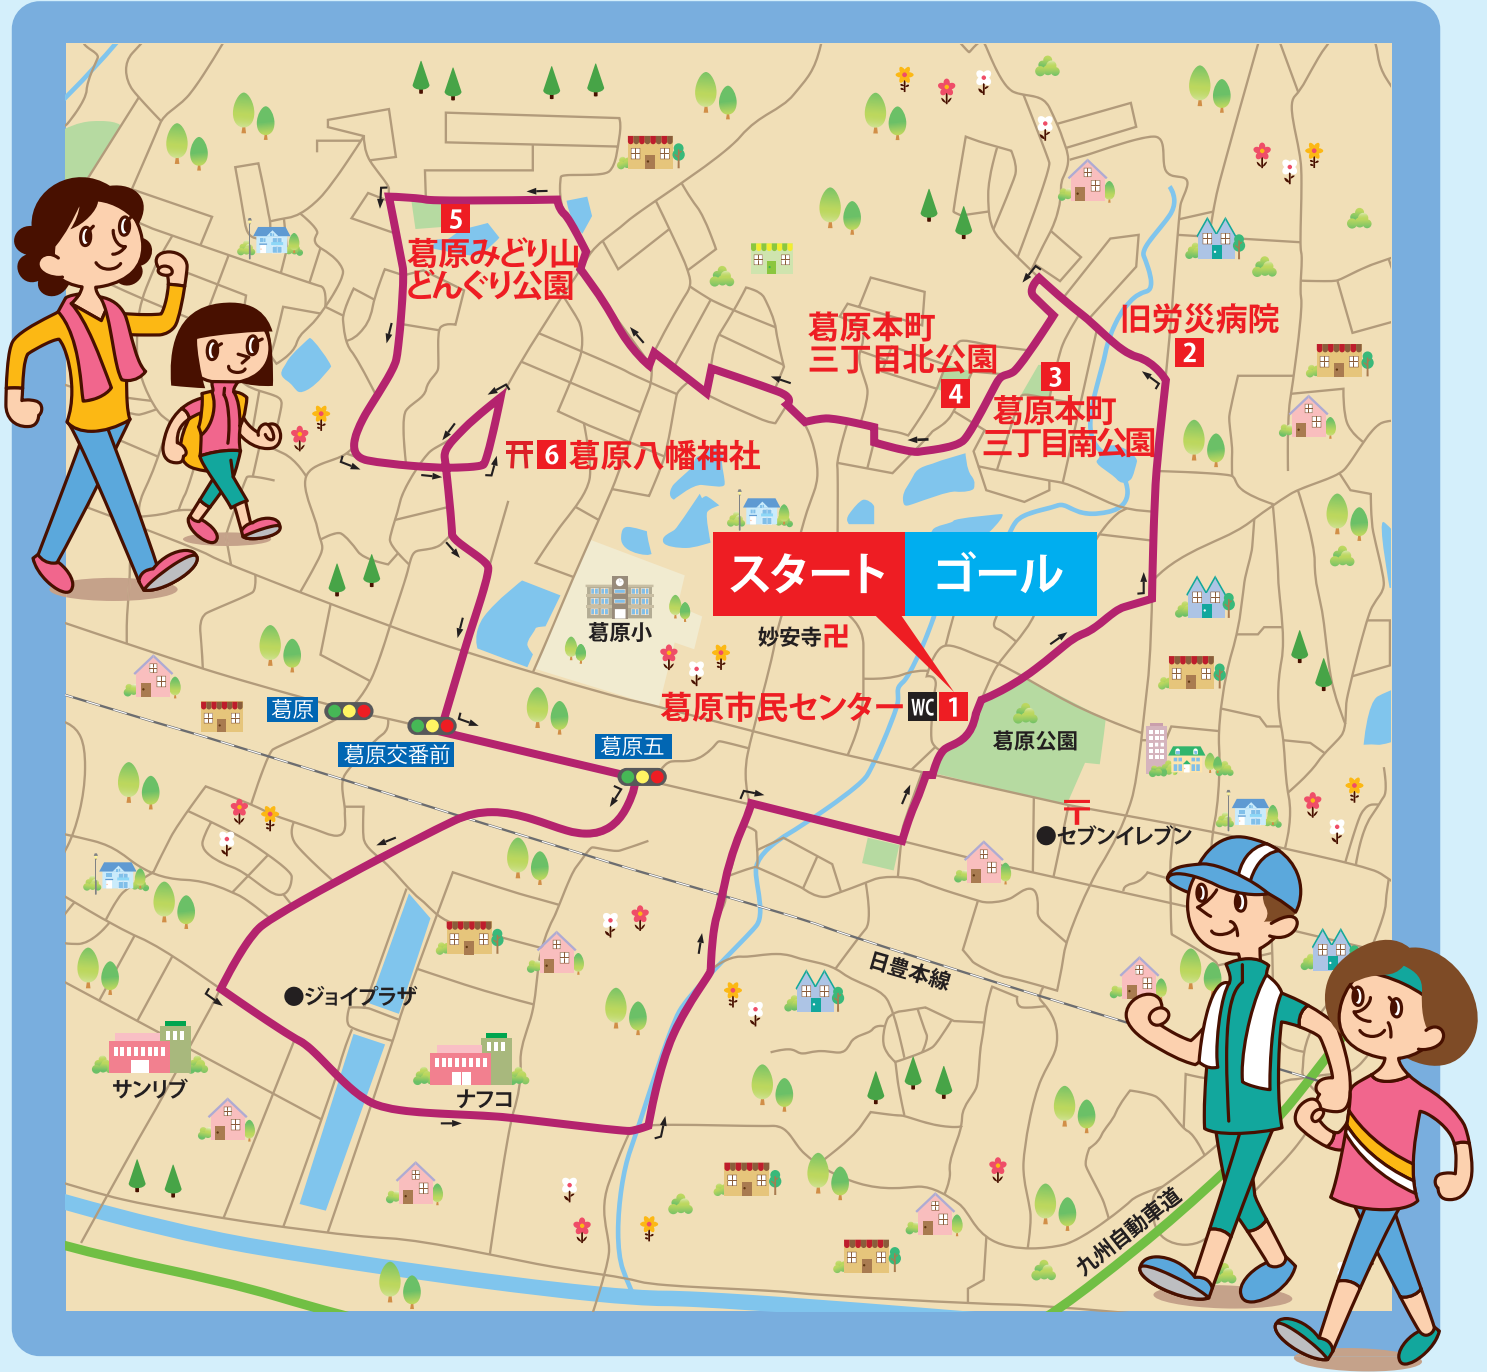 5
葛原みどり山
どんぐり公園
旧労災病院
2
葛原本町
三丁目北公園
4
3
葛原本町
三丁目南公園
6 葛原八幡神社
スタート ゴール
葛原小
妙安寺卍
葛原市民センター WC 1
葛原
葛原交番前
葛原五
葛原公園
〒
●セブンイレブン
日豊本線
●ジョイプラザ
サンリブ
ナフコ
九州自動車道